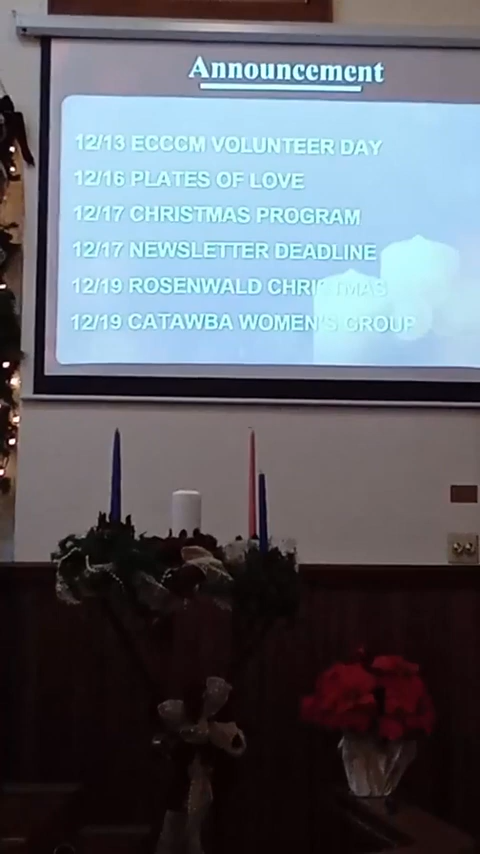 Announcement
12/13 ECCCM VOLUNTEER DAY
12/16 PLATES OF LOVE
12/17 CHRISTMAS PROGRAM
12/17 NEWSLETTER DEADLINE
12/19 ROSENWALD CHRISTMAS
12/19 CATAWBA WOMEN'S GROUP